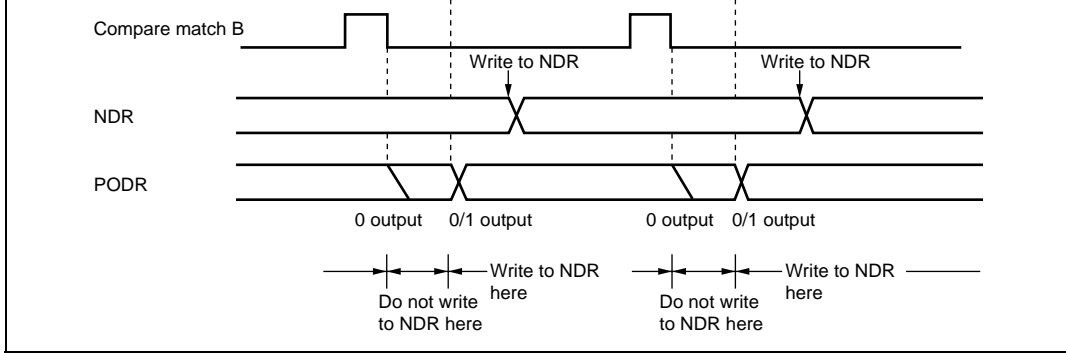 Compare match B
Write to NDR
Write to NDR
NDR
PODR
0 output
0/1 output
0 output
0/1 output
Write to NDR
here
Do not write
to NDR here
Write to NDR
here
Do not write
to NDR here